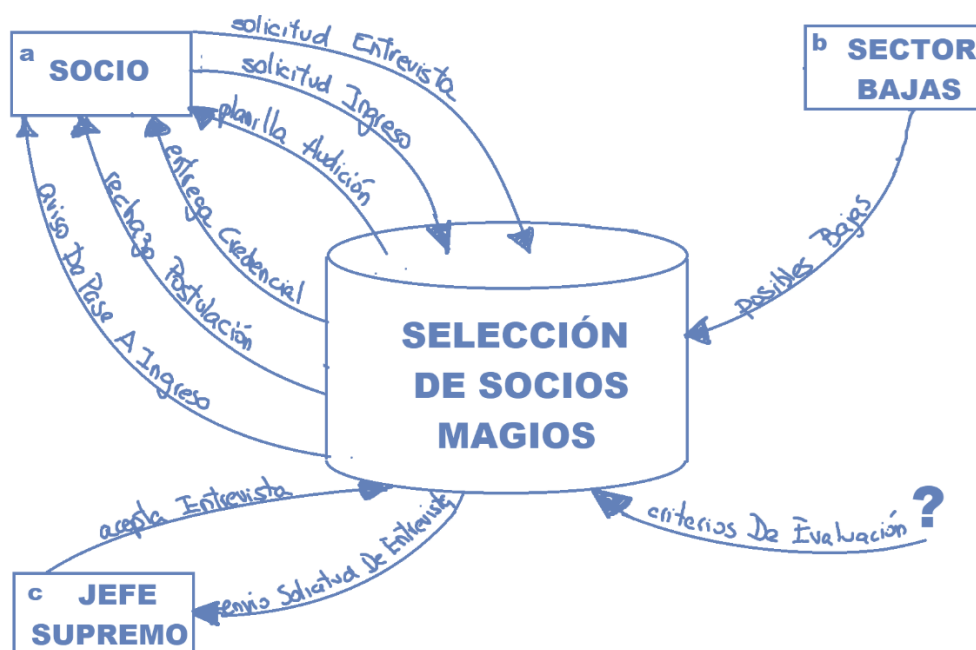 a
SOCIO
solicitud Entrevista
solicitud Ingreso
planilla Audición
entrega Credencial
rechazo Postulación
aviso De Pase A Ingreso
b
SECTOR
BAJAS
posibles Bajas
SELECCIÓN
DE SOCIOS
MAGIOS
acepta Entrevista
envio Solicitud De Entrevista
criterios De Evaluación
?
c
JEFE
SUPREMO